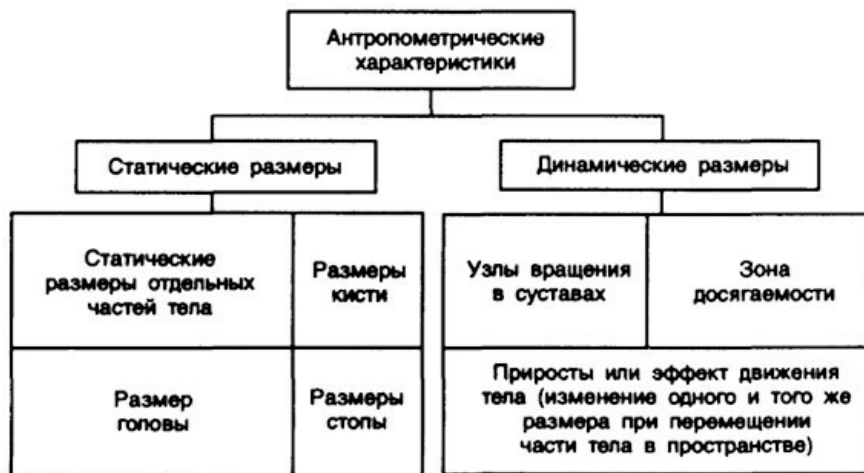 Антропометрические
характеристики
Статические размеры
Динамические размеры
Статические
размеры отдельных
частей тела
Размеры
кисти
Узлы вращения
в суставах
Зона
досягаемости
Размер
головы
Размеры
стопы
Приросты или эффект движения
тела (изменение одного и того же
размера при перемещении
части тела в пространстве)